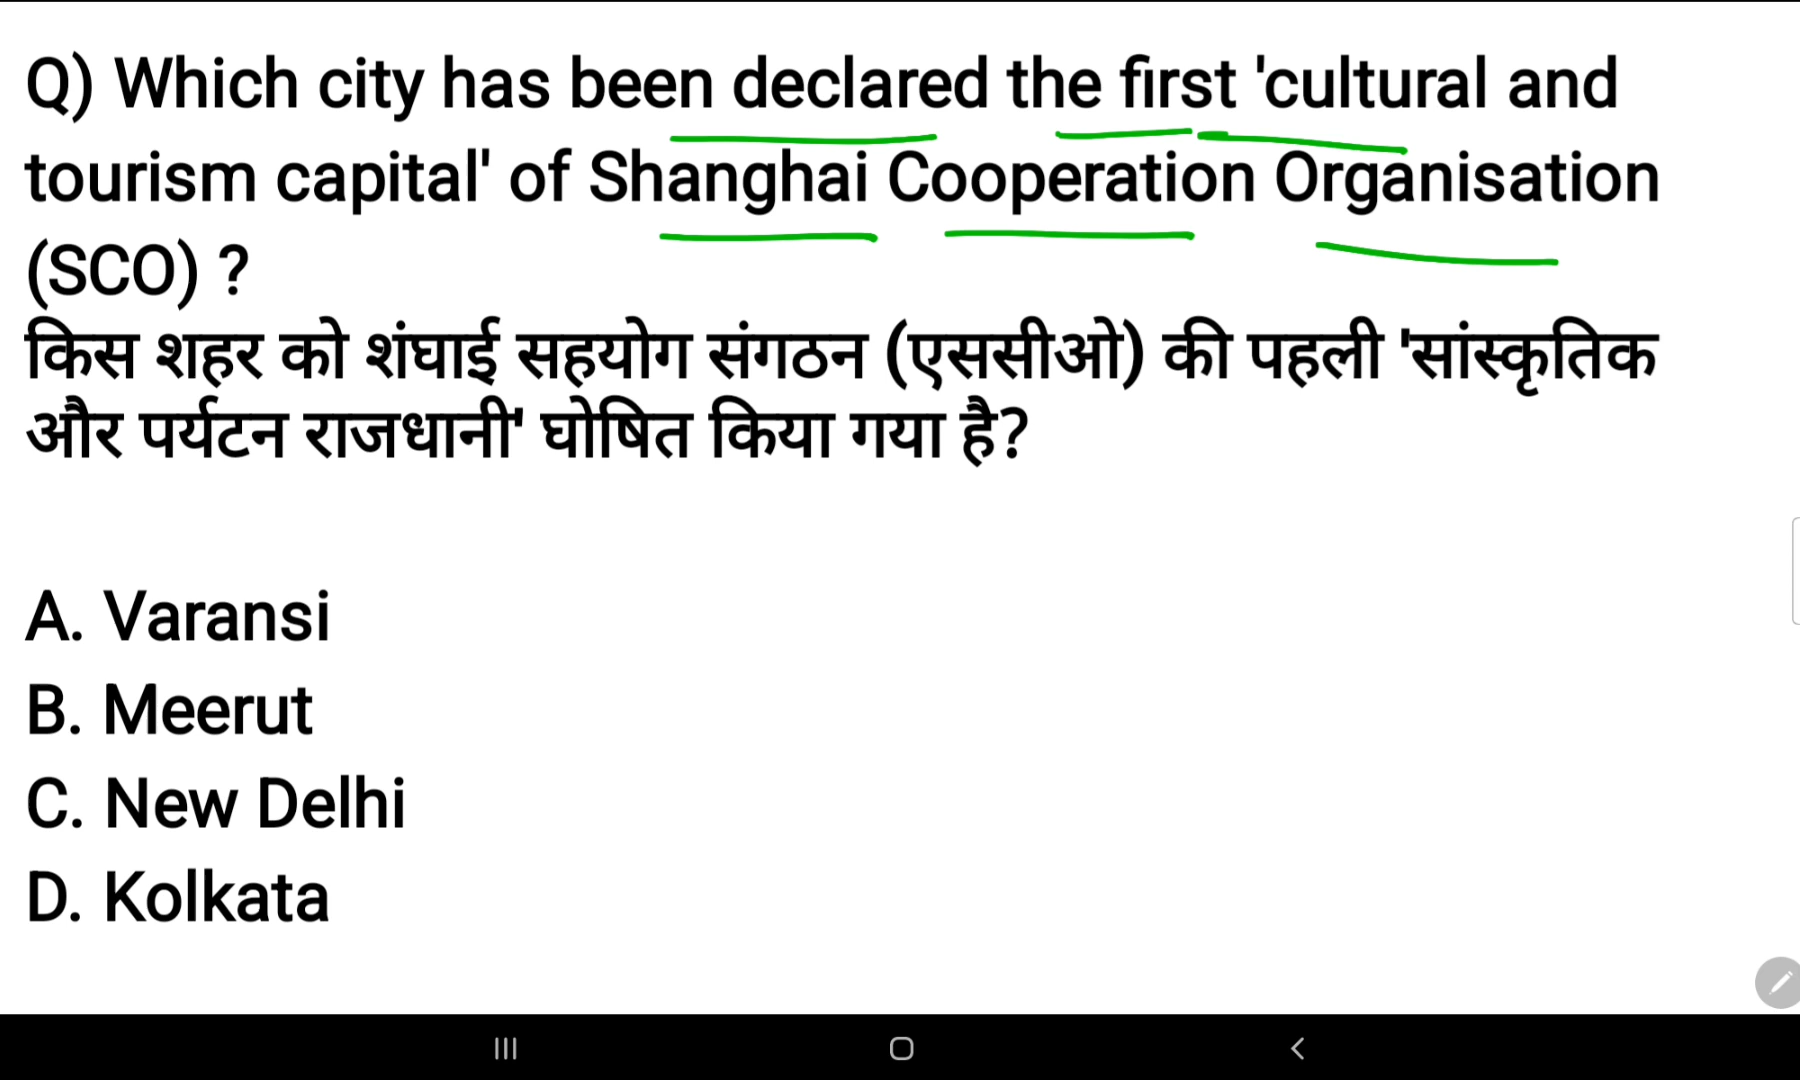 Q) Which city has been declared the first 'cultural and
tourism capital' of Shanghai Cooperation Organisation
(SCO) ?
किस शहर को शंघाई सहयोग संगठन (एससीओ) की पहली 'सांस्कृतिक
और पर्यटन राजधानी' घोषित किया गया है?
A. Varansi
B. Meerut
C. New Delhi
D. Kolkata